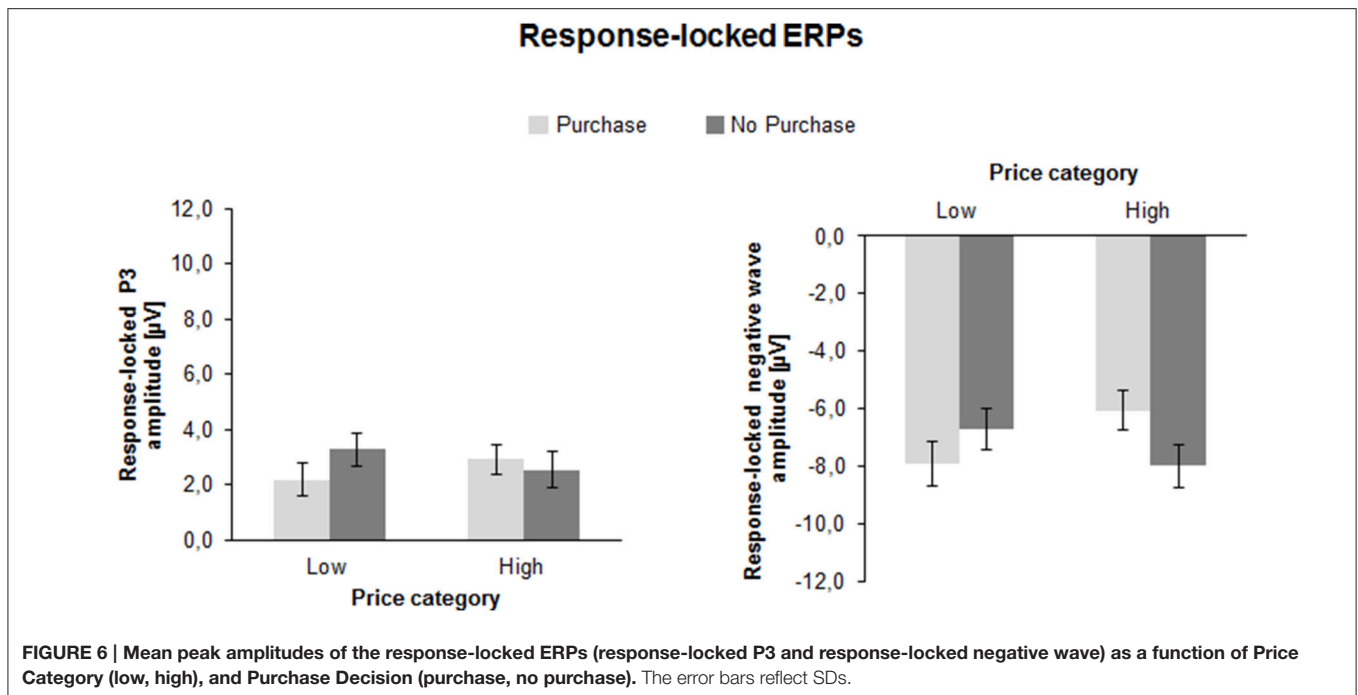 Response-locked ERPs
Purchase No Purchase
Response-locked P3
amplitude [µV]
12,0
10,0
8,0
6,0
4,0
2,0
0,0
Low High
Price category
Price category
Low High
Response-locked negative wave
amplitude [µV]
0,0
-2,0
-4,0
-6,0
-8,0
-10,0
-12,0
FIGURE 6 | Mean peak amplitudes of the response-locked ERPs (response-locked P3 and response-locked negative wave) as a function of Price
Category (low, high), and Purchase Decision (purchase, no purchase). The error bars reflect SDs.